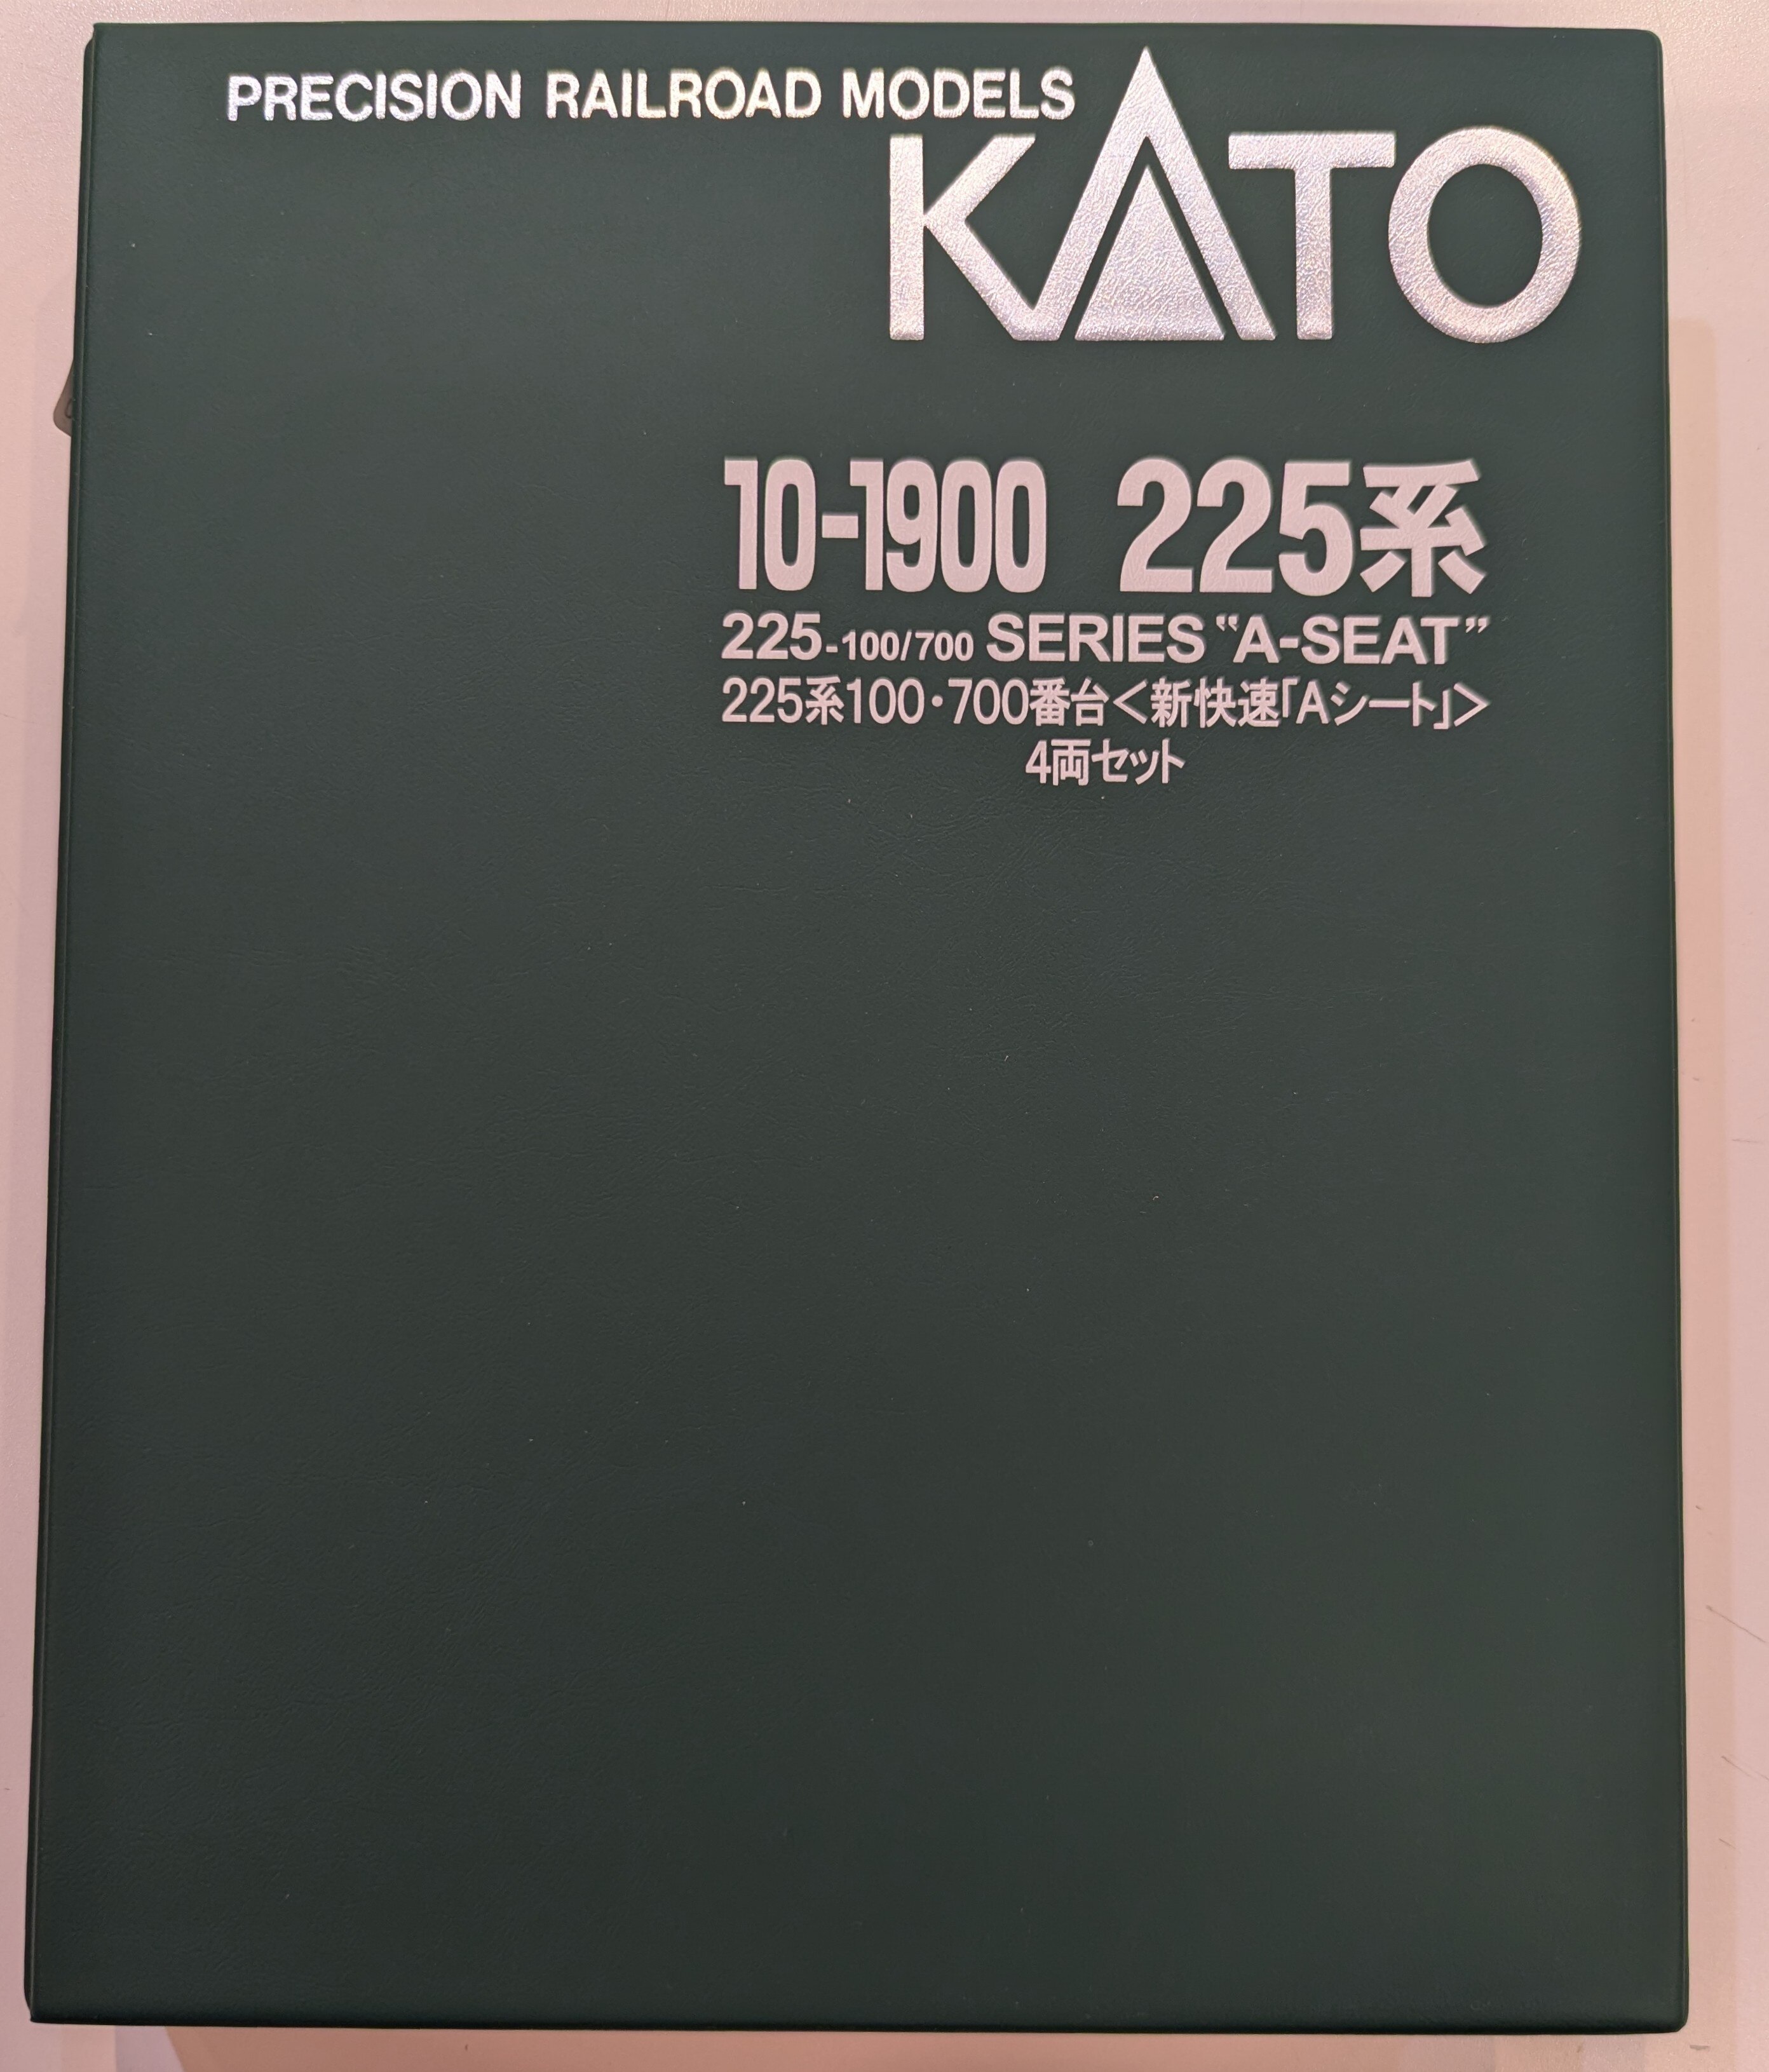 PRECISION RAILROAD MODELS
KATO
10-1900 225系
225-100/700 SERIES “A-SEAT”
225系100・700番台＜新快速｢Aシート｣＞
4両セット